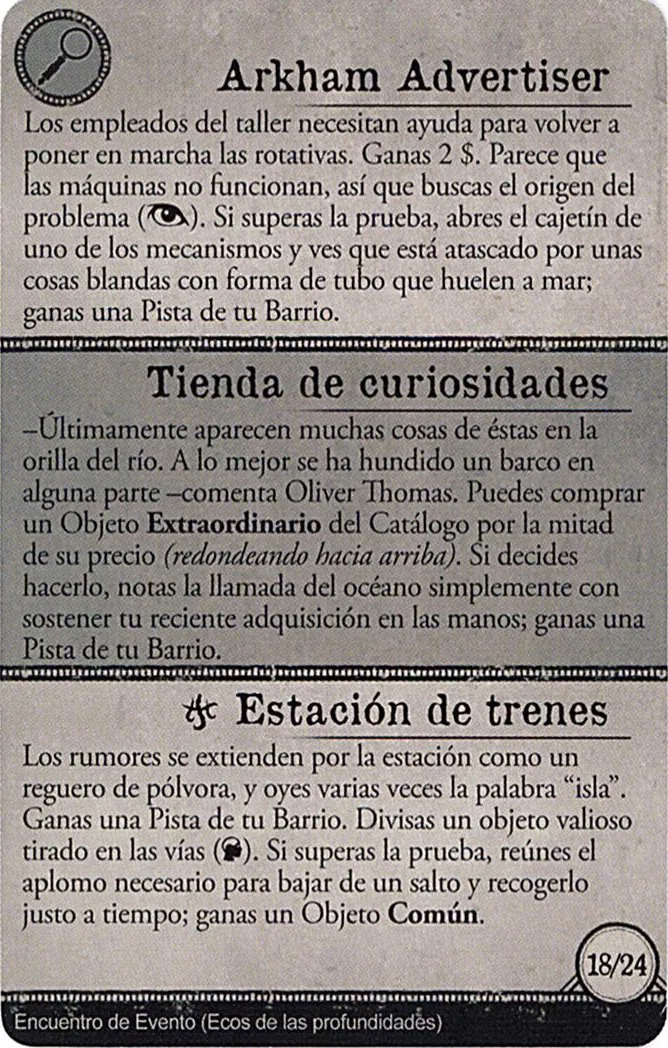 Arkham Advertiser
Los empleados del taller necesitan ayuda para volver a
poner en marcha las rotativas. Ganas 2 $. Parece que
las máquinas no funcionan, así que buscas el origen del
problema (). Si superas la prueba, abres el cajetín de
uno de los mecanismos y ves que está atascado por unas
cosas blandas con forma de tubo que huelen a mar;
ganas una Pista de tu Barrio.
Tienda de curiosidades
–Últimamente aparecen muchas cosas de éstas en la
orilla del río. A lo mejor se ha hundido un barco en
alguna parte –comenta Oliver Thomas. Puedes comprar
un Objeto Extraordinario del Catálogo por la mitad
de su precio (redondeando hacia arriba). Si decides
hacerlo, notas la llamada del océano simplemente con
sostener tu reciente adquisición en las manos; ganas una
Pista de tu Barrio.
Estación de trenes
Los rumores se extienden por la estación como un
reguero de pólvora, y oyes varias veces la palabra “isla”.
Ganas una Pista de tu Barrio. Divisas un objeto valioso
tirado en las vías (). Si superas la prueba, reúnes el
aplomo necesario para bajar de un salto y recogerlo
justo a tiempo; ganas un Objeto Común.
18/24
Encuentro de Evento (Ecos de las profundidades)